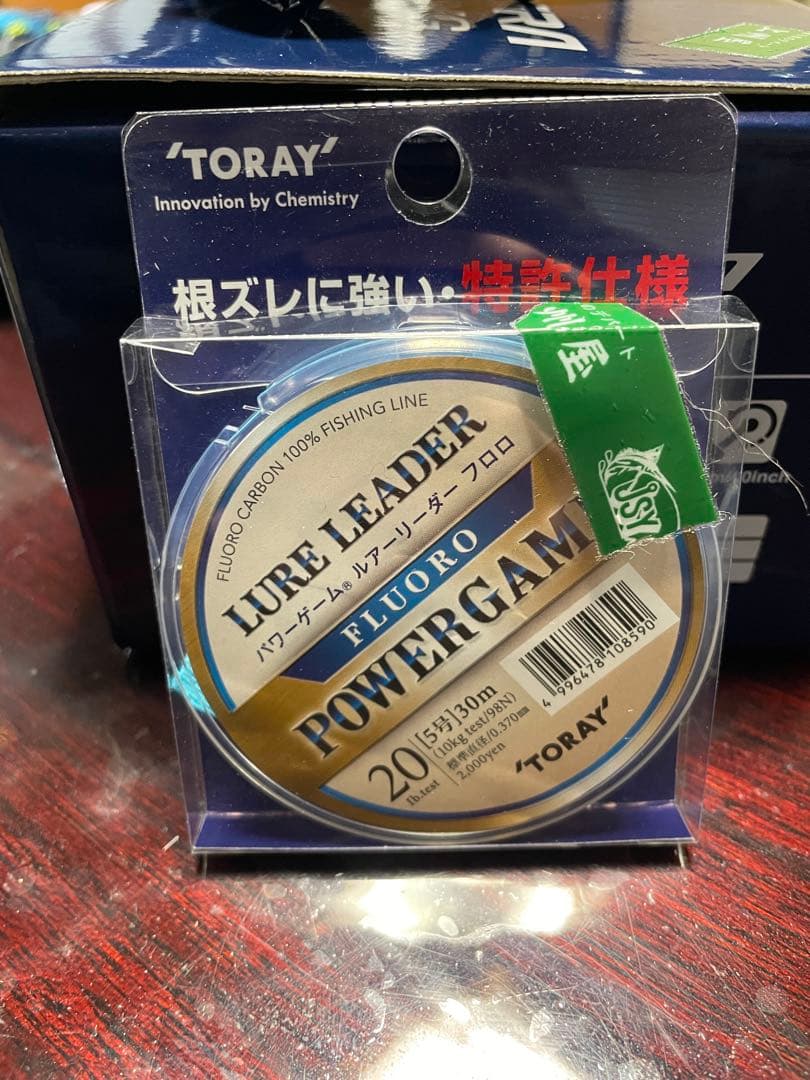 'TORAY'
Innovation by Chemistry
根ズレに強い・特許仕様
FLUORO CARBON 100% FISHING LINE
LURE LEADER
パワーゲーム® ルアーリーダー フロロ
FLUORO
POWERGAM
20 lb.test
[5号]30m
(10kg test/98N)
標準直径/0.370mm
2,000yen
4 996478 108590
'TORAY'
屋